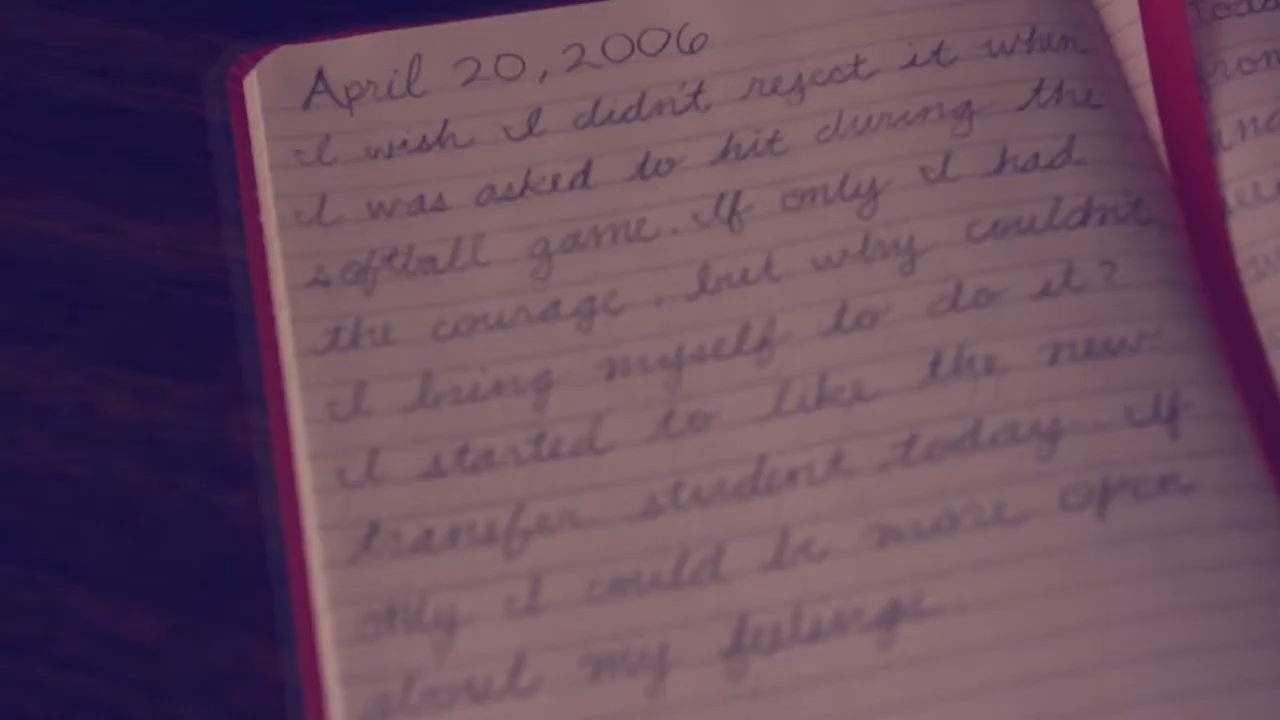 April 20, 2006
I wish I didn't reject it when
I was asked to hit during the
softball game. If only I had
the courage. but why couldn't
I bring myself to do it?
I started to like the new
transfer student today. If
only I could be more open
about my feelings